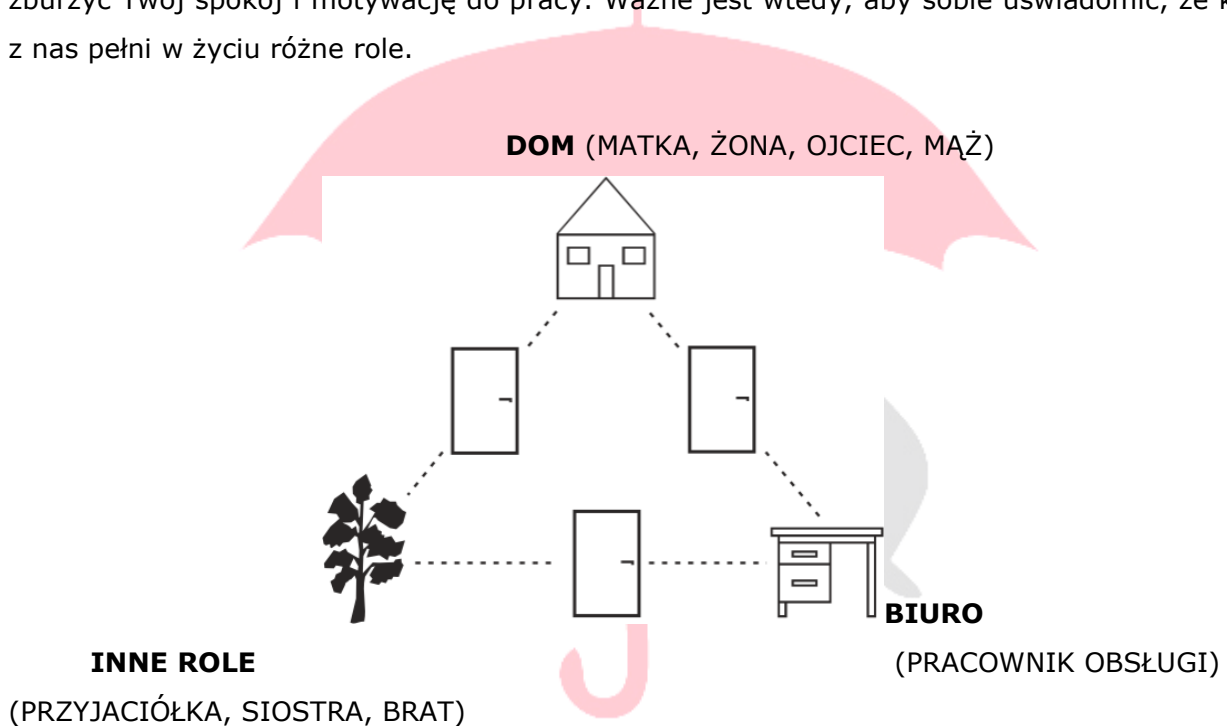 zburzyć Twój spokój i motywację do pracy. Ważne jest wtedy, aby sobie uświadomić, że
z nas pełni w życiu różne role.
DOM (MATKA, ŻONA, OJCIEC, MĄŻ)
BIURO
INNE ROLE
(PRACOWNIK OBSŁUGI)
(PRZYJACIÓŁKA, SIOSTRA, BRAT)